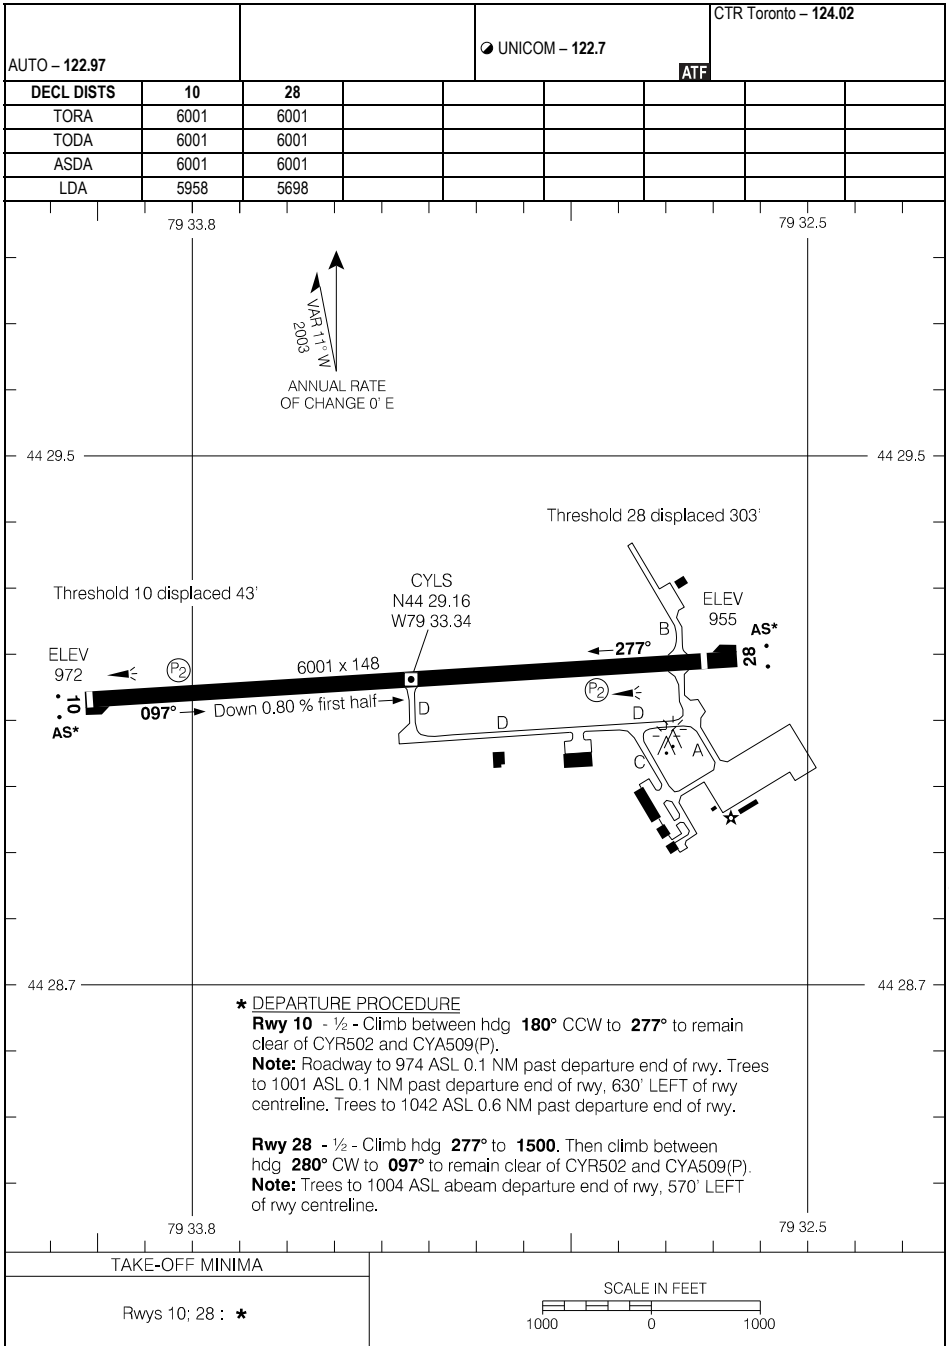 CTR Toronto – 124.02
UNICOM – 122.7
AUTO – 122.97
ATF
DECL DISTS 10 28
TORA 6001 6001
TODA 6001 6001
ASDA 6001 6001
LDA 5958 5698
79 33.8 79 32.5
VAR 11° W
2003
ANNUAL RATE
OF CHANGE 0' E
44 29.5 44 29.5
Threshold 28 displaced 303'
Threshold 10 displaced 43'
CYLS
N44 29.16
W79 33.34
ELEV
955
AS*
B
277°
28
ELEV
972
P2
6001 x 148
P2
10
097°
Down 0.80 % first half
D
D
D
AS*
C
A
44 28.7 44 28.7
* DEPARTURE PROCEDURE
Rwy 10 - ½ - Climb between hdg 180° CCW to 277° to remain
clear of CYR502 and CYA509(P).
Note: Roadway to 974 ASL 0.1 NM past departure end of rwy. Trees
to 1001 ASL 0.1 NM past departure end of rwy, 630' LEFT of rwy
centreline. Trees to 1042 ASL 0.6 NM past departure end of rwy.
Rwy 28 - ½ - Climb hdg 277° to 1500. Then climb between
hdg 280° CW to 097° to remain clear of CYR502 and CYA509(P).
Note: Trees to 1004 ASL abeam departure end of rwy, 570' LEFT
of rwy centreline.
79 33.8 79 32.5
TAKE-OFF MINIMA
Rwys 10; 28 : *
SCALE IN FEET
1000 0 1000